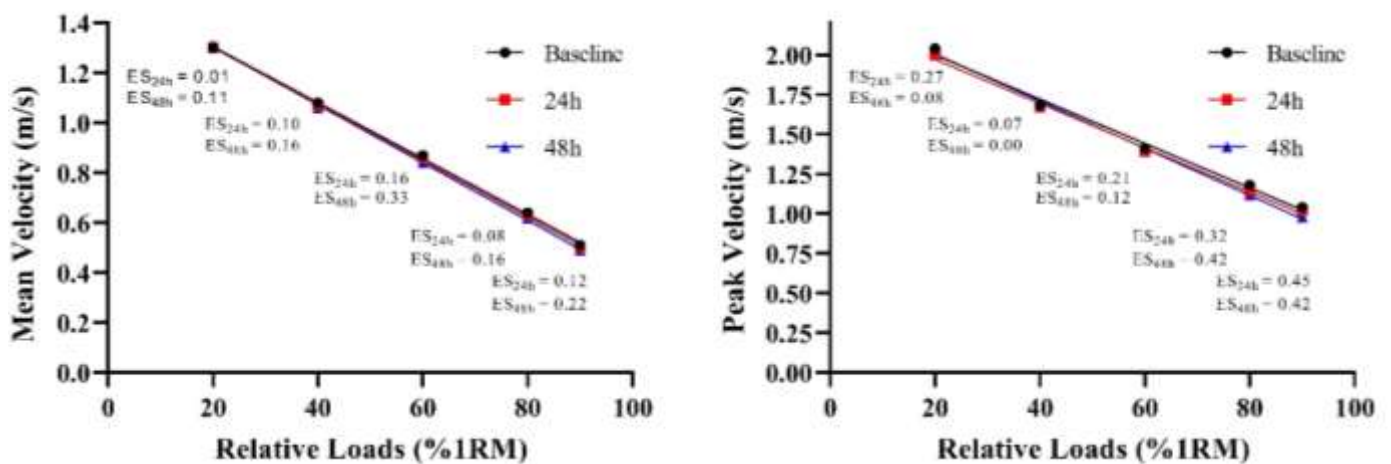 1.4
1.2
1.0
0.8
0.6
0.4
0.2
0.0
Mean Velocity (m/s)
0 20 40 60 80 100
Relative Loads (%1RM)
Baseline
24h
48h
ES24h = 0.01
ES48h = 0.11
ES24h = 0.10
ES48h = 0.16
ES24h = 0.16
ES48h = 0.33
ES24h = 0.08
ES48h = 0.16
ES24h = 0.12
ES48h = 0.22
2.00
1.75
1.50
1.25
1.00
0.75
0.50
0.25
0.00
Peak Velocity (m/s)
0 20 40 60 80 100
Relative Loads (%1RM)
Baseline
24h
48h
ES24h = 0.27
ES48h = 0.08
ES24h = 0.07
ES48h = 0.00
ES24h = 0.21
ES48h = 0.12
ES24h = 0.32
ES48h = 0.42
ES24h = 0.45
ES48h = 0.42